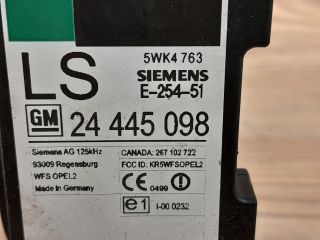 5WK4 763
LS SIEMENS
E-254-51
GM 24 445 098
Siemens AG 125kHz CANADA: 267 102 722
93009 Regensburg FCC ID: KR5WFSOPEL2
WFS OPEL2 CE 0499
Made in Germany
e1 I-00 0232